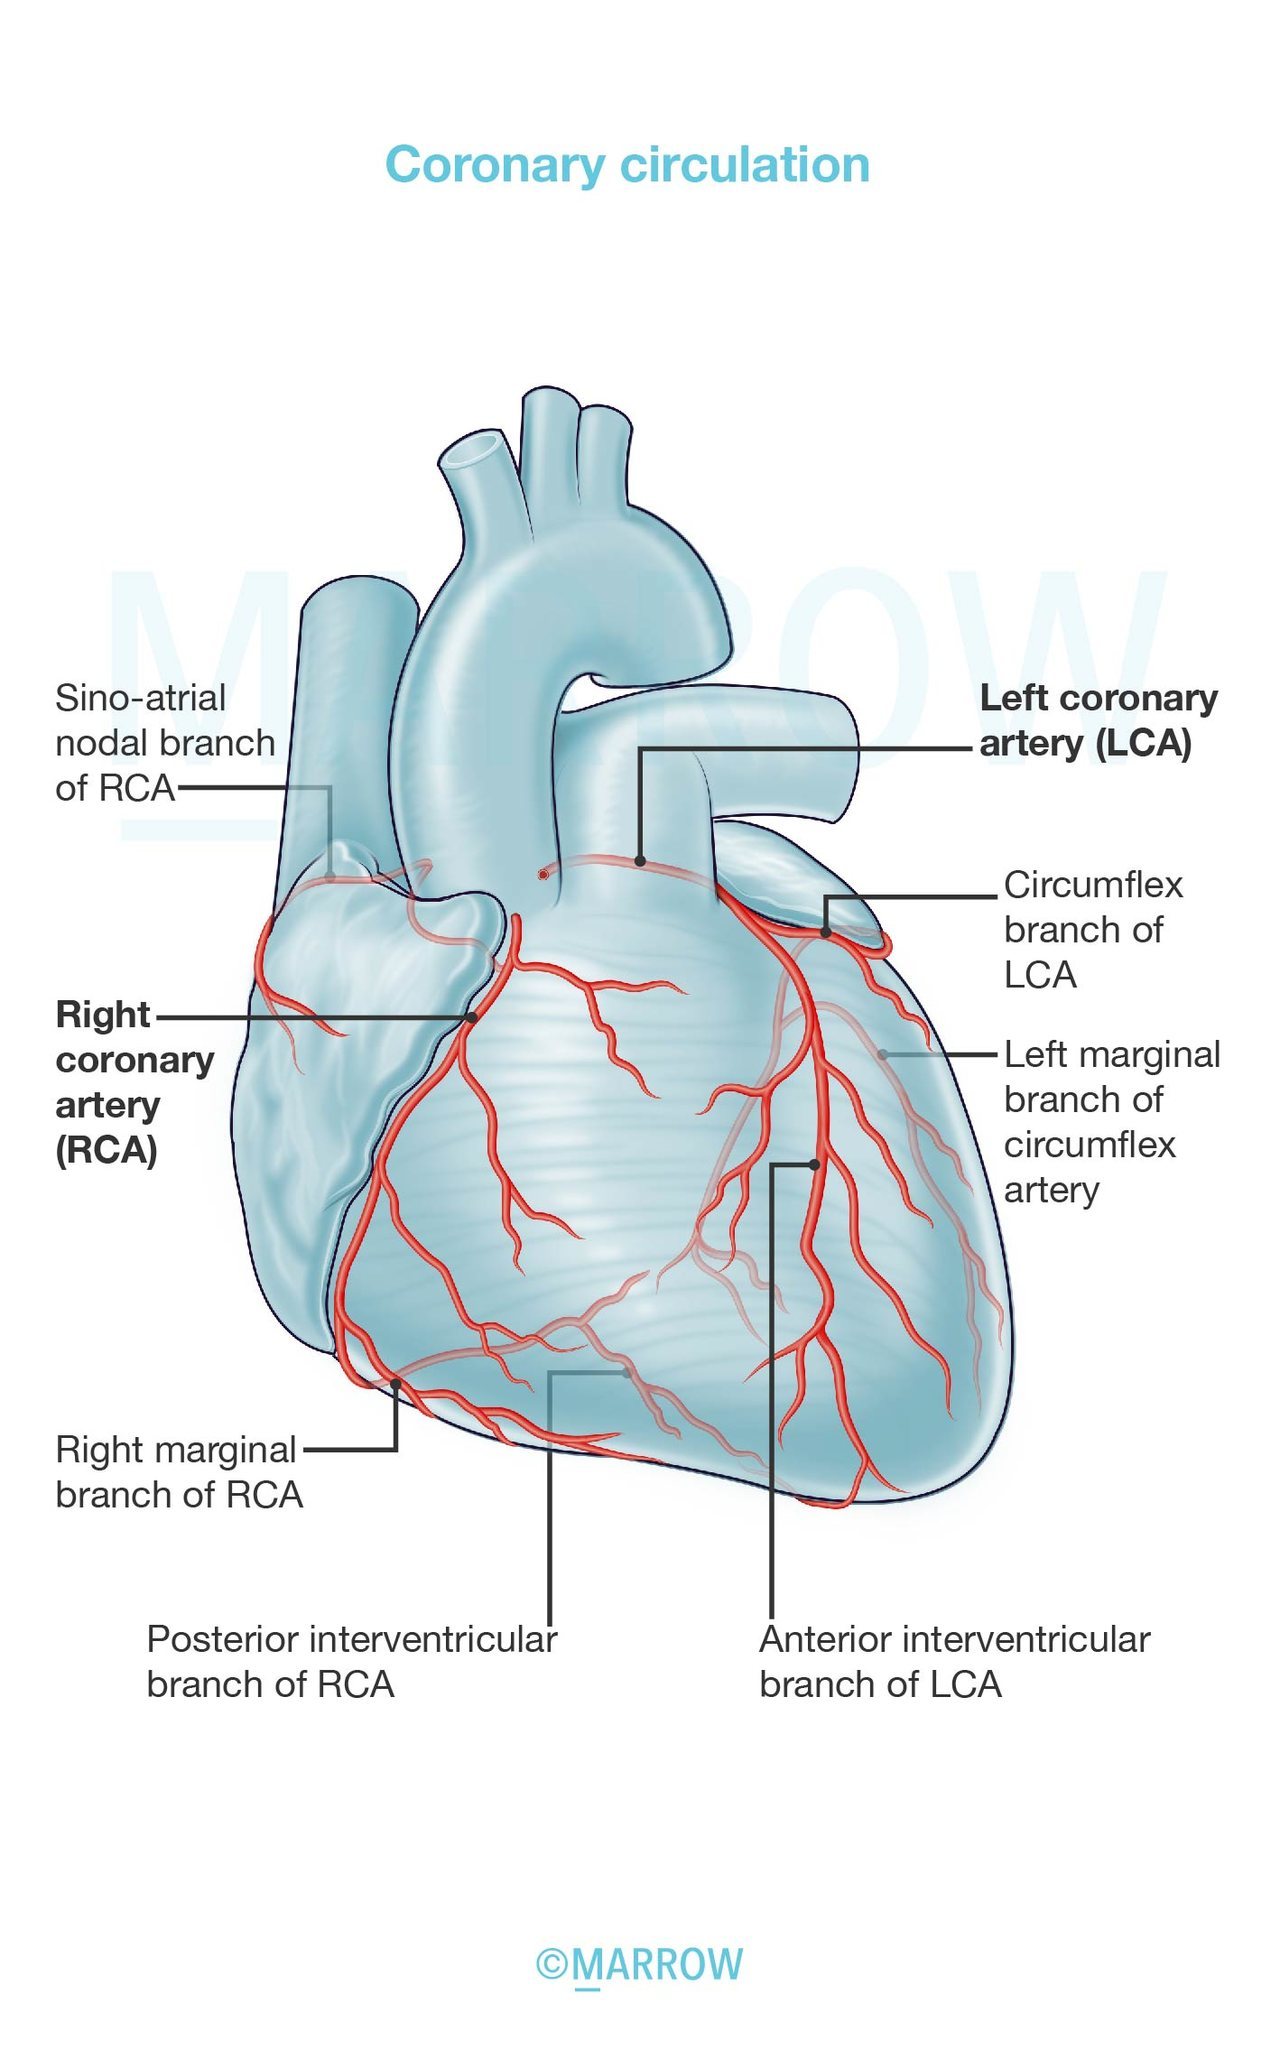 Coronary circulation
MARROW
Sino-atrial
nodal branch
of RCA
Left coronary
artery (LCA)
Circumflex
branch of
LCA
Right
coronary
artery
(RCA)
Left marginal
branch of
circumflex
artery
Right marginal
branch of RCA
Posterior interventricular
branch of RCA
Anterior interventricular
branch of LCA
©MARROW